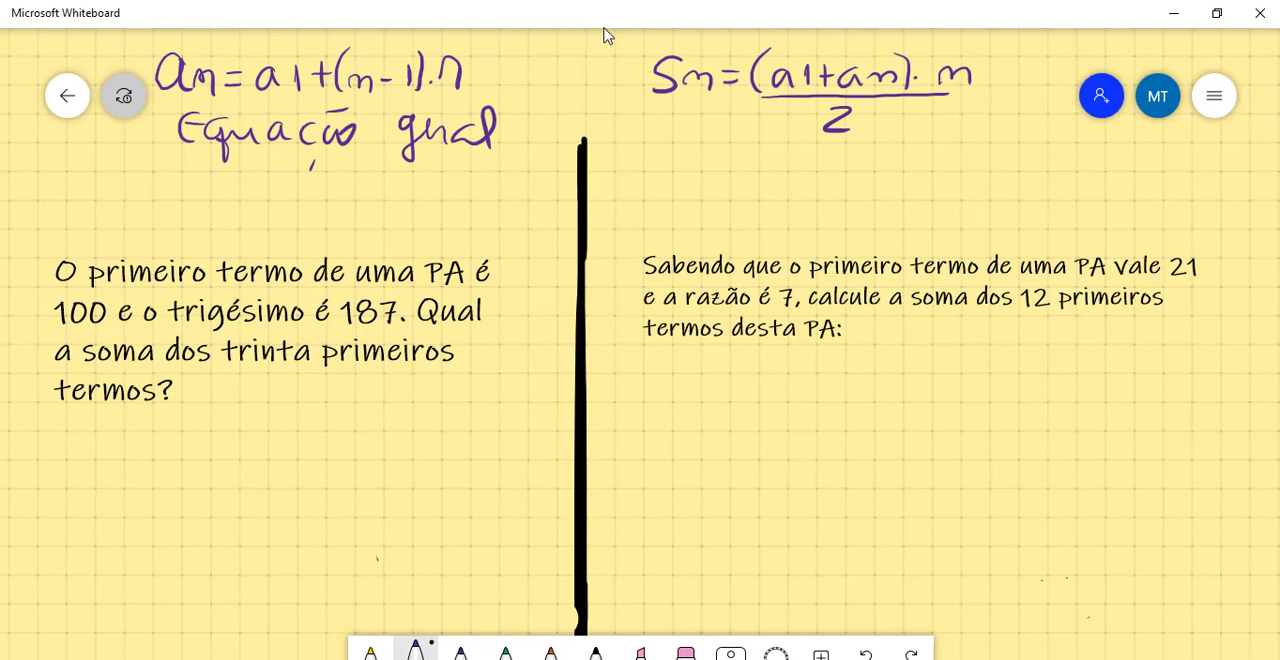 Microsoft Whiteboard
an = a1+(n-1).r
Equação geral
Sn = (a1+an).n
2
MT
O primeiro termo de uma PA é
100 e o trigésimo é 187. Qual
a soma dos trinta primeiros
termos?
Sabendo que o primeiro termo de uma PA vale 21
e a razão é 7, calcule a soma dos 12 primeiros
termos desta PA: